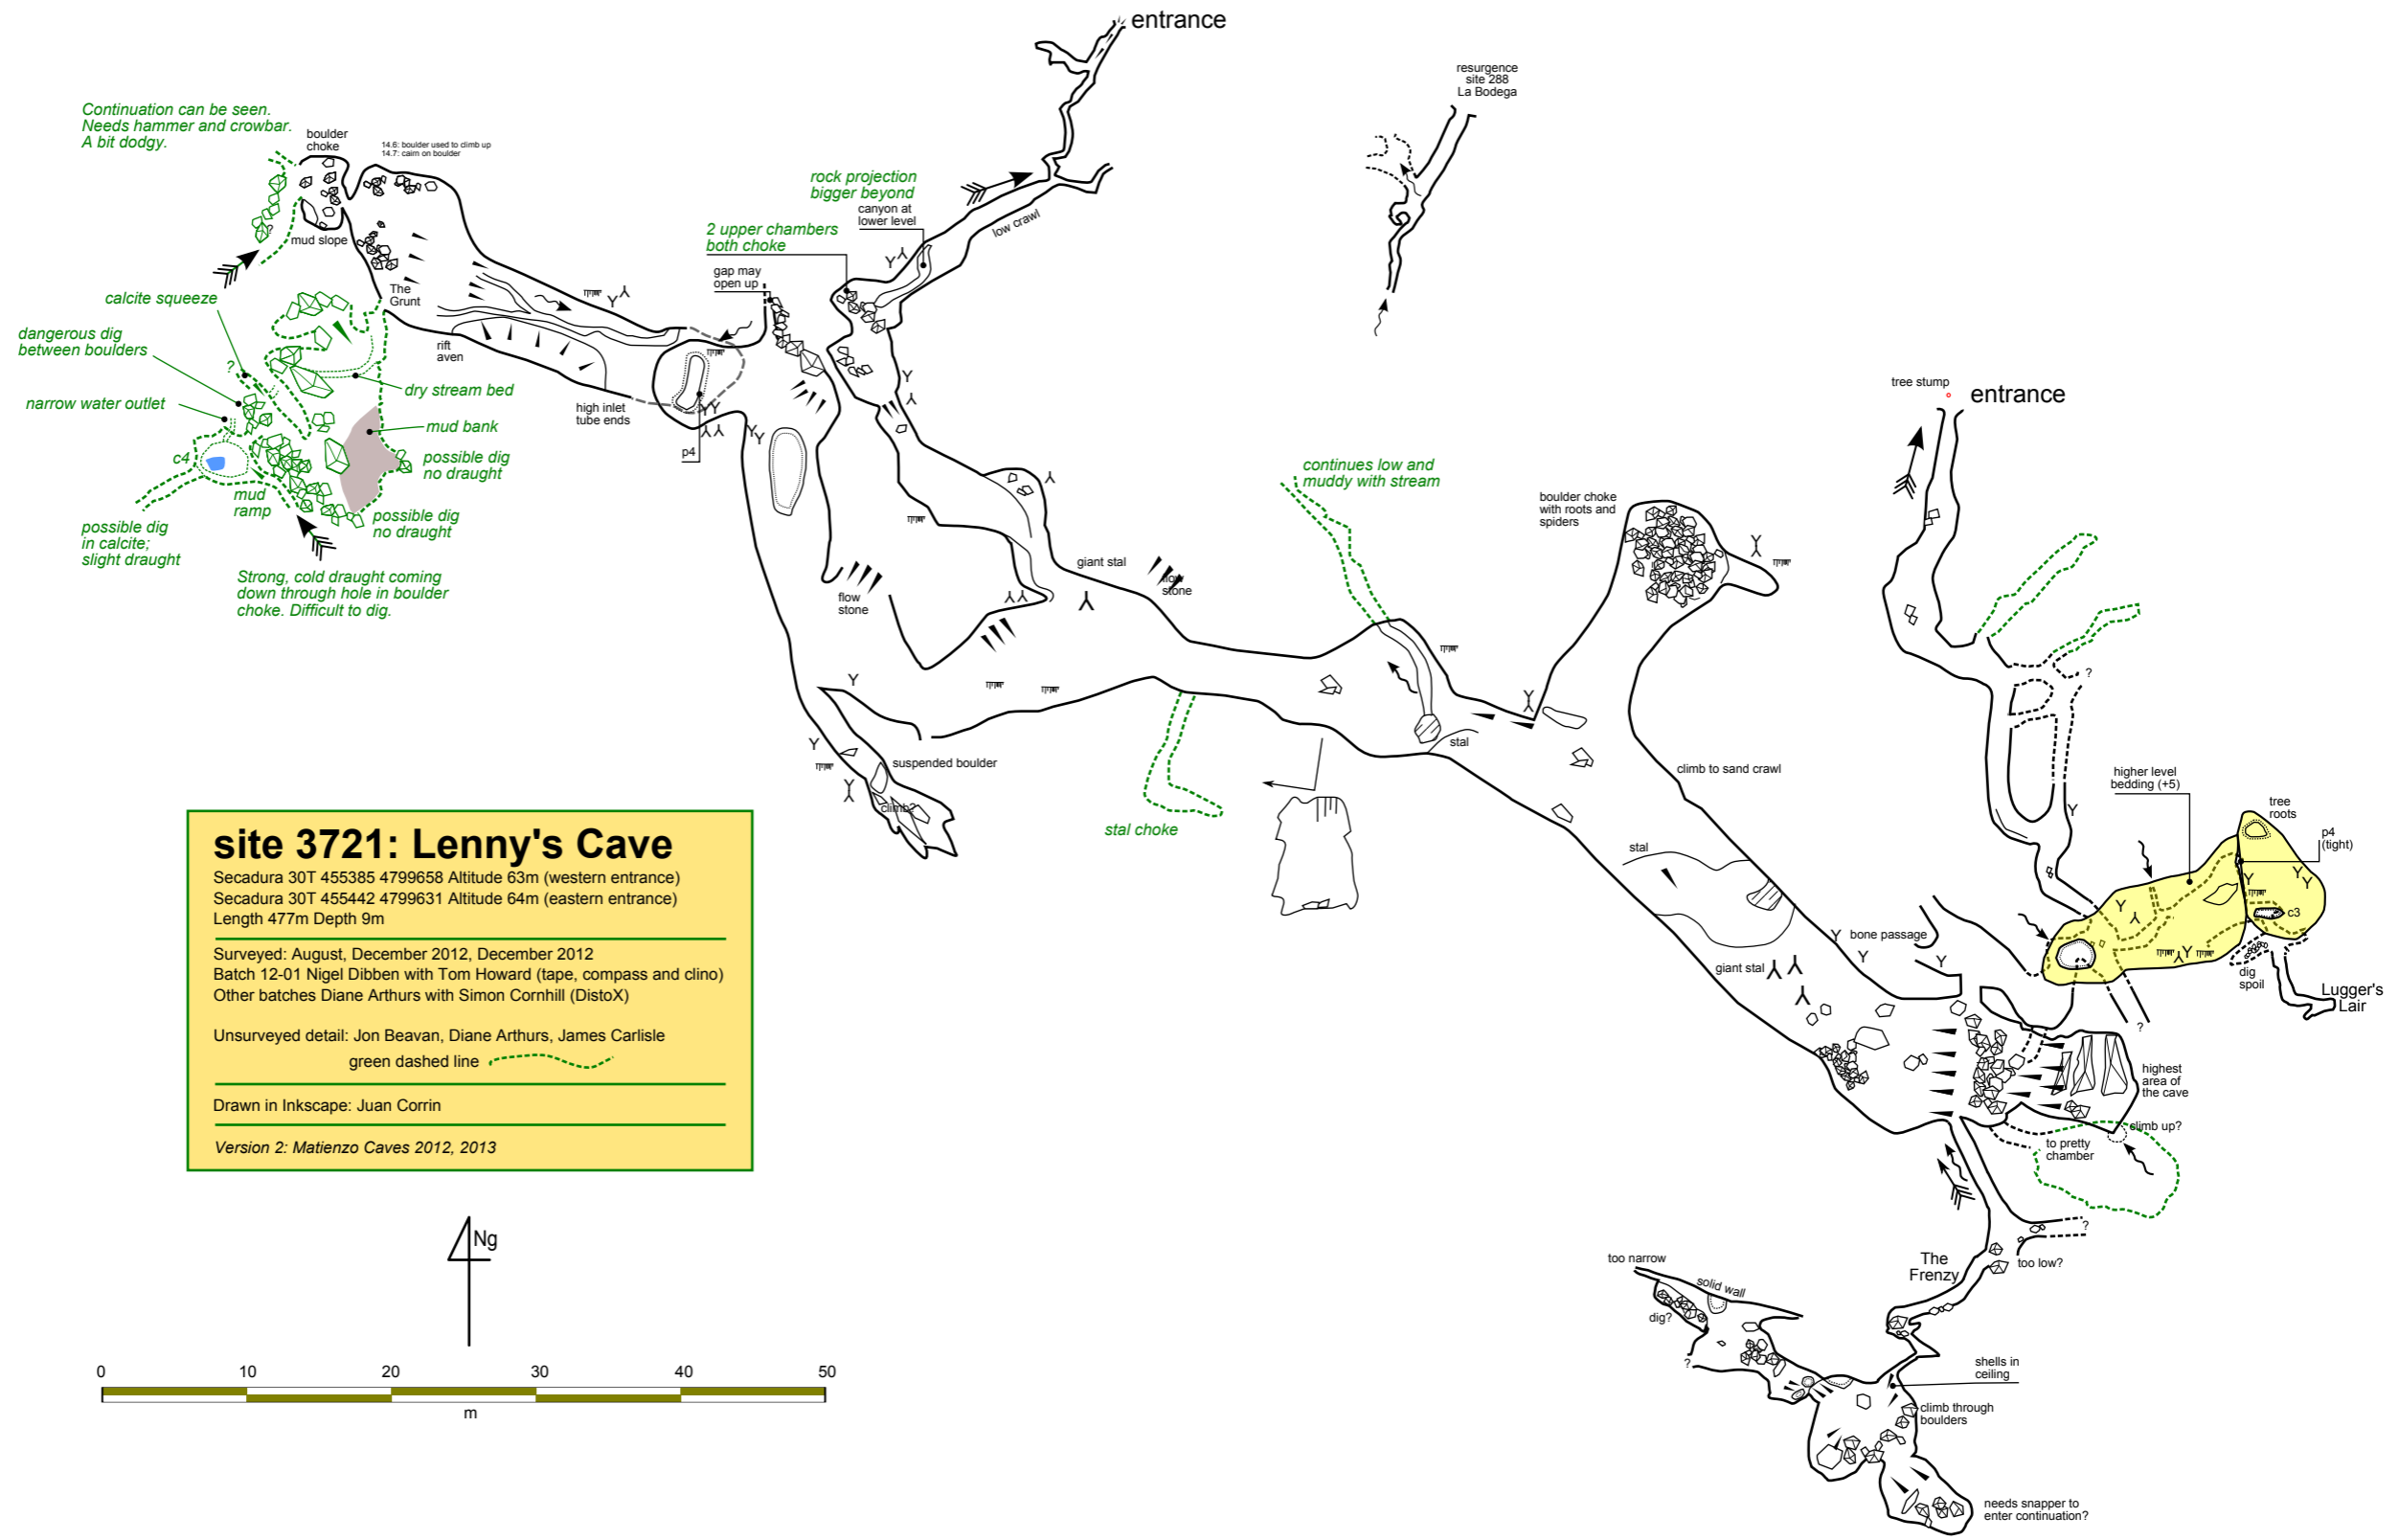 entrance
resurgence
site 288
La Bodega
Continuation can be seen.
Needs hammer and crowbar.
A bit dodgy.
boulder
choke
14.6: boulder used to climb up
14.7: cairn on boulder
rock projection
bigger beyond
canyon at
lower level
low crawl
2 upper chambers
both choke
gap may
open up
?
mud slope
The
Grunt
calcite squeeze
dangerous dig
between boulders
?
narrow water outlet
rift
aven
dry stream bed
high inlet
tube ends
mud bank
p4
c4
possible dig
no draught
mud
ramp
possible dig
no draught
possible dig
in calcite;
slight draught
Strong, cold draught coming
down through hole in boulder
choke. Difficult to dig.
tree stump
entrance
continues low and
muddy with stream
boulder choke
with roots and
spiders
giant stal
flow
stone
flow
stone
?
stal
suspended boulder
climb?
climb to sand crawl
stal choke
higher level
bedding (+5)
tree
roots
p4
(tight)
stal
c3
bone passage
giant stal
dig
spoil
Lugger's
Lair
?
highest
area of
the cave
climb up?
to pretty
chamber
?
The
Frenzy
too low?
too narrow
solid wall
dig?
?
shells in
ceiling
climb through
boulders
needs snapper to
enter continuation?
site 3721: Lenny's Cave
Secadura 30T 455385 4799658 Altitude 63m (western entrance)
Secadura 30T 455442 4799631 Altitude 64m (eastern entrance)
Length 477m Depth 9m
Surveyed: August, December 2012, December 2012
Batch 12-01 Nigel Dibben with Tom Howard (tape, compass and clino)
Other batches Diane Arthurs with Simon Cornhill (DistoX)
Unsurveyed detail: Jon Beavan, Diane Arthurs, James Carlisle
green dashed line
Drawn in Inkscape: Juan Corrin
Version 2: Matienzo Caves 2012, 2013
Ng
0 10 20 30 40 50
m